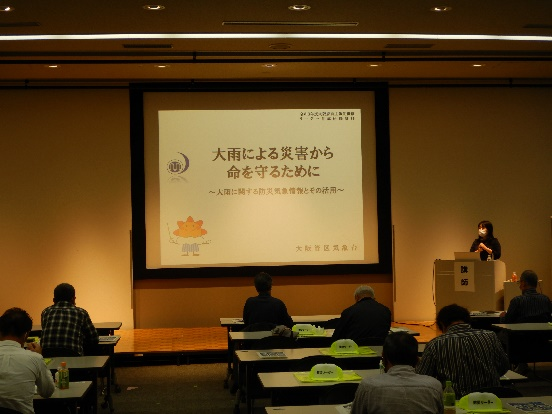 大雨による災害から
命を守るために
～大雨に関する防災気象情報とその活用～
大阪管区気象台
講師